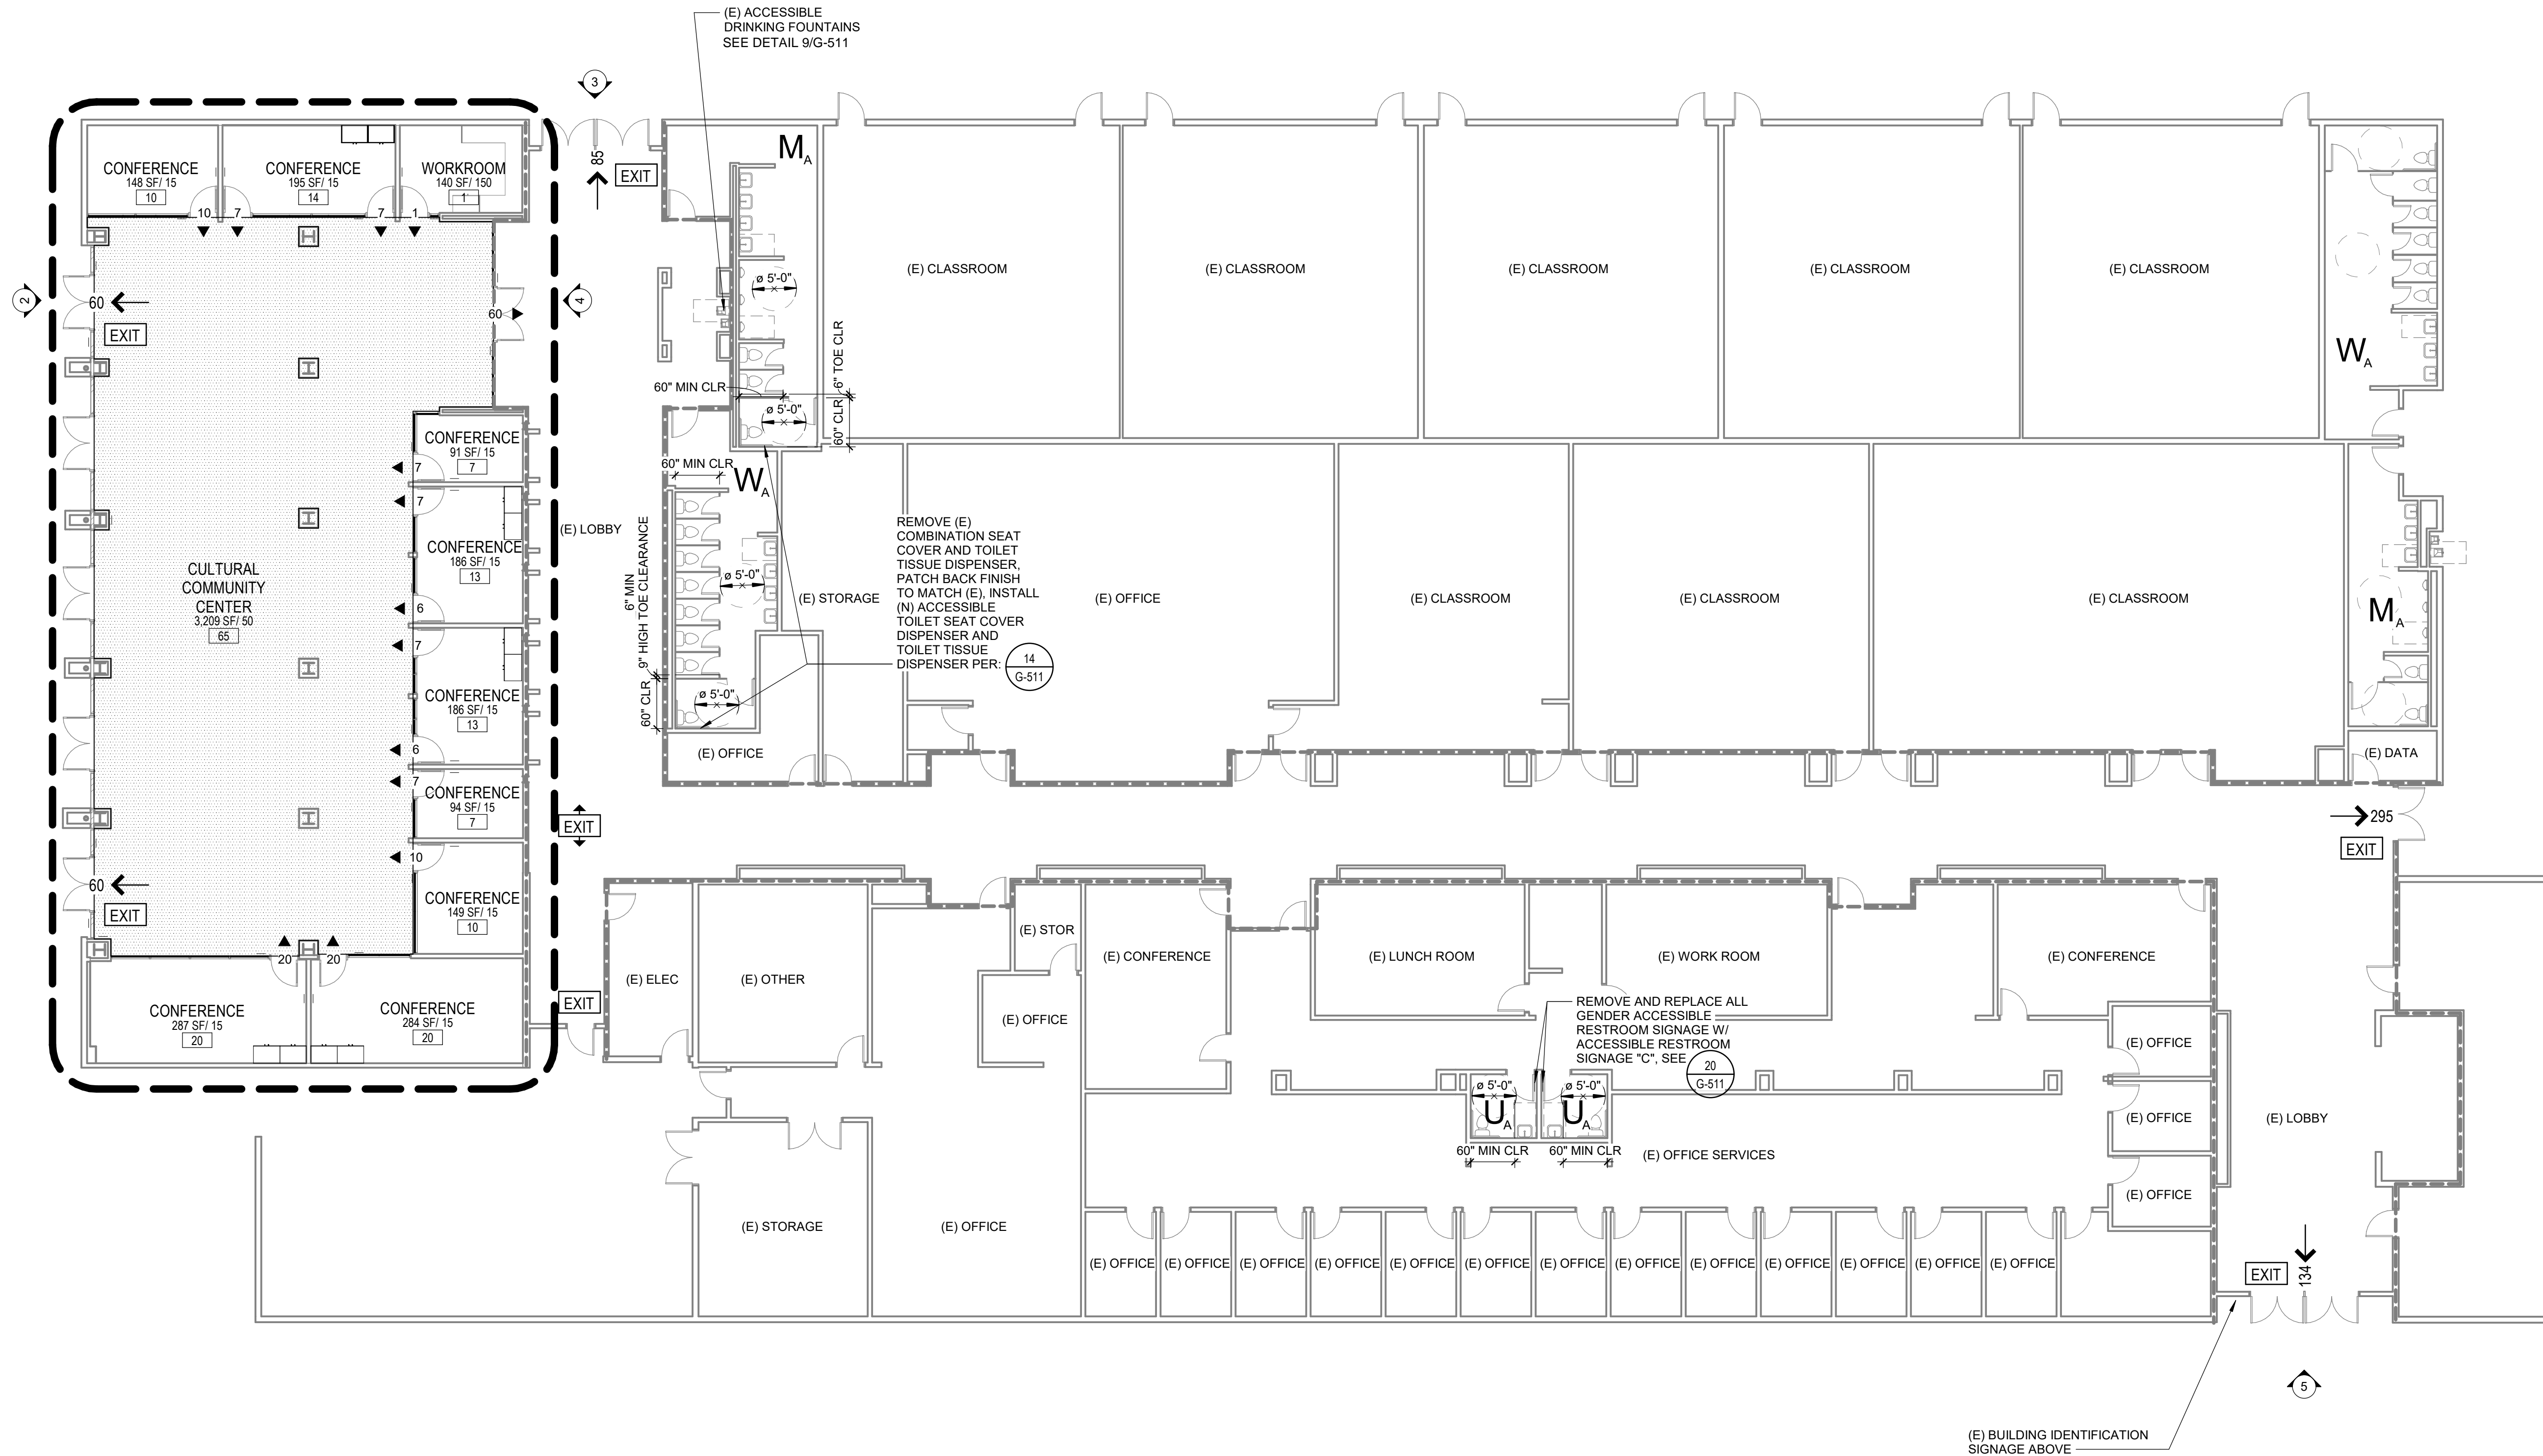 (E) ACCESSIBLE
DRINKING FOUNTAINS
SEE DETAIL 9/G-511
3
85
EXIT
CONFERENCE
148 SF/ 15
10
CONFERENCE
195 SF/ 15
14
WORKROOM
140 SF/ 150
1
10
7
7
1
2
60
EXIT
4
60
CONFERENCE
91 SF/ 15
7
7
7
CONFERENCE
186 SF/ 15
13
6
7
CONFERENCE
186 SF/ 15
13
6
7
CONFERENCE
94 SF/ 15
7
10
CONFERENCE
149 SF/ 15
10
CULTURAL
COMMUNITY
CENTER
3,209 SF/ 50
65
60
EXIT
20
20
CONFERENCE
287 SF/ 15
20
CONFERENCE
284 SF/ 15
20
(E) LOBBY
EXIT
EXIT
MA
ø 5'-0"
60" MIN CLR
6" TOE CLR
ø 5'-0"
60" CLR
60" MIN CLR
WA
6" MIN
9" HIGH TOE CLEARANCE
ø 5'-0"
ø 5'-0"
60" CLR
(E) OFFICE
(E) STORAGE
REMOVE (E)
COMBINATION SEAT
COVER AND TOILET
TISSUE DISPENSER,
PATCH BACK FINISH
TO MATCH (E), INSTALL
(N) ACCESSIBLE
TOILET SEAT COVER
DISPENSER AND
TOILET TISSUE
DISPENSER PER:
14
G-511
(E) CLASSROOM
(E) CLASSROOM
(E) CLASSROOM
(E) CLASSROOM
(E) CLASSROOM
WA
(E) OFFICE
(E) CLASSROOM
(E) CLASSROOM
(E) CLASSROOM
MA
(E) DATA
295
EXIT
(E) ELEC
(E) OTHER
(E) STOR
(E) OFFICE
(E) CONFERENCE
(E) LUNCH ROOM
(E) WORK ROOM
(E) CONFERENCE
REMOVE AND REPLACE ALL
GENDER ACCESSIBLE
RESTROOM SIGNAGE W/
ACCESSIBLE RESTROOM
SIGNAGE "C", SEE
20
G-511
ø 5'-0"
ø 5'-0"
UA
UA
60" MIN CLR
60" MIN CLR
(E) OFFICE SERVICES
(E) OFFICE
(E) OFFICE
(E) OFFICE
(E) LOBBY
(E) STORAGE
(E) OFFICE
(E) OFFICE
(E) OFFICE
(E) OFFICE
(E) OFFICE
(E) OFFICE
(E) OFFICE
(E) OFFICE
(E) OFFICE
(E) OFFICE
(E) OFFICE
(E) OFFICE
(E) OFFICE
(E) OFFICE
EXIT
134
5
(E) BUILDING IDENTIFICATION
SIGNAGE ABOVE